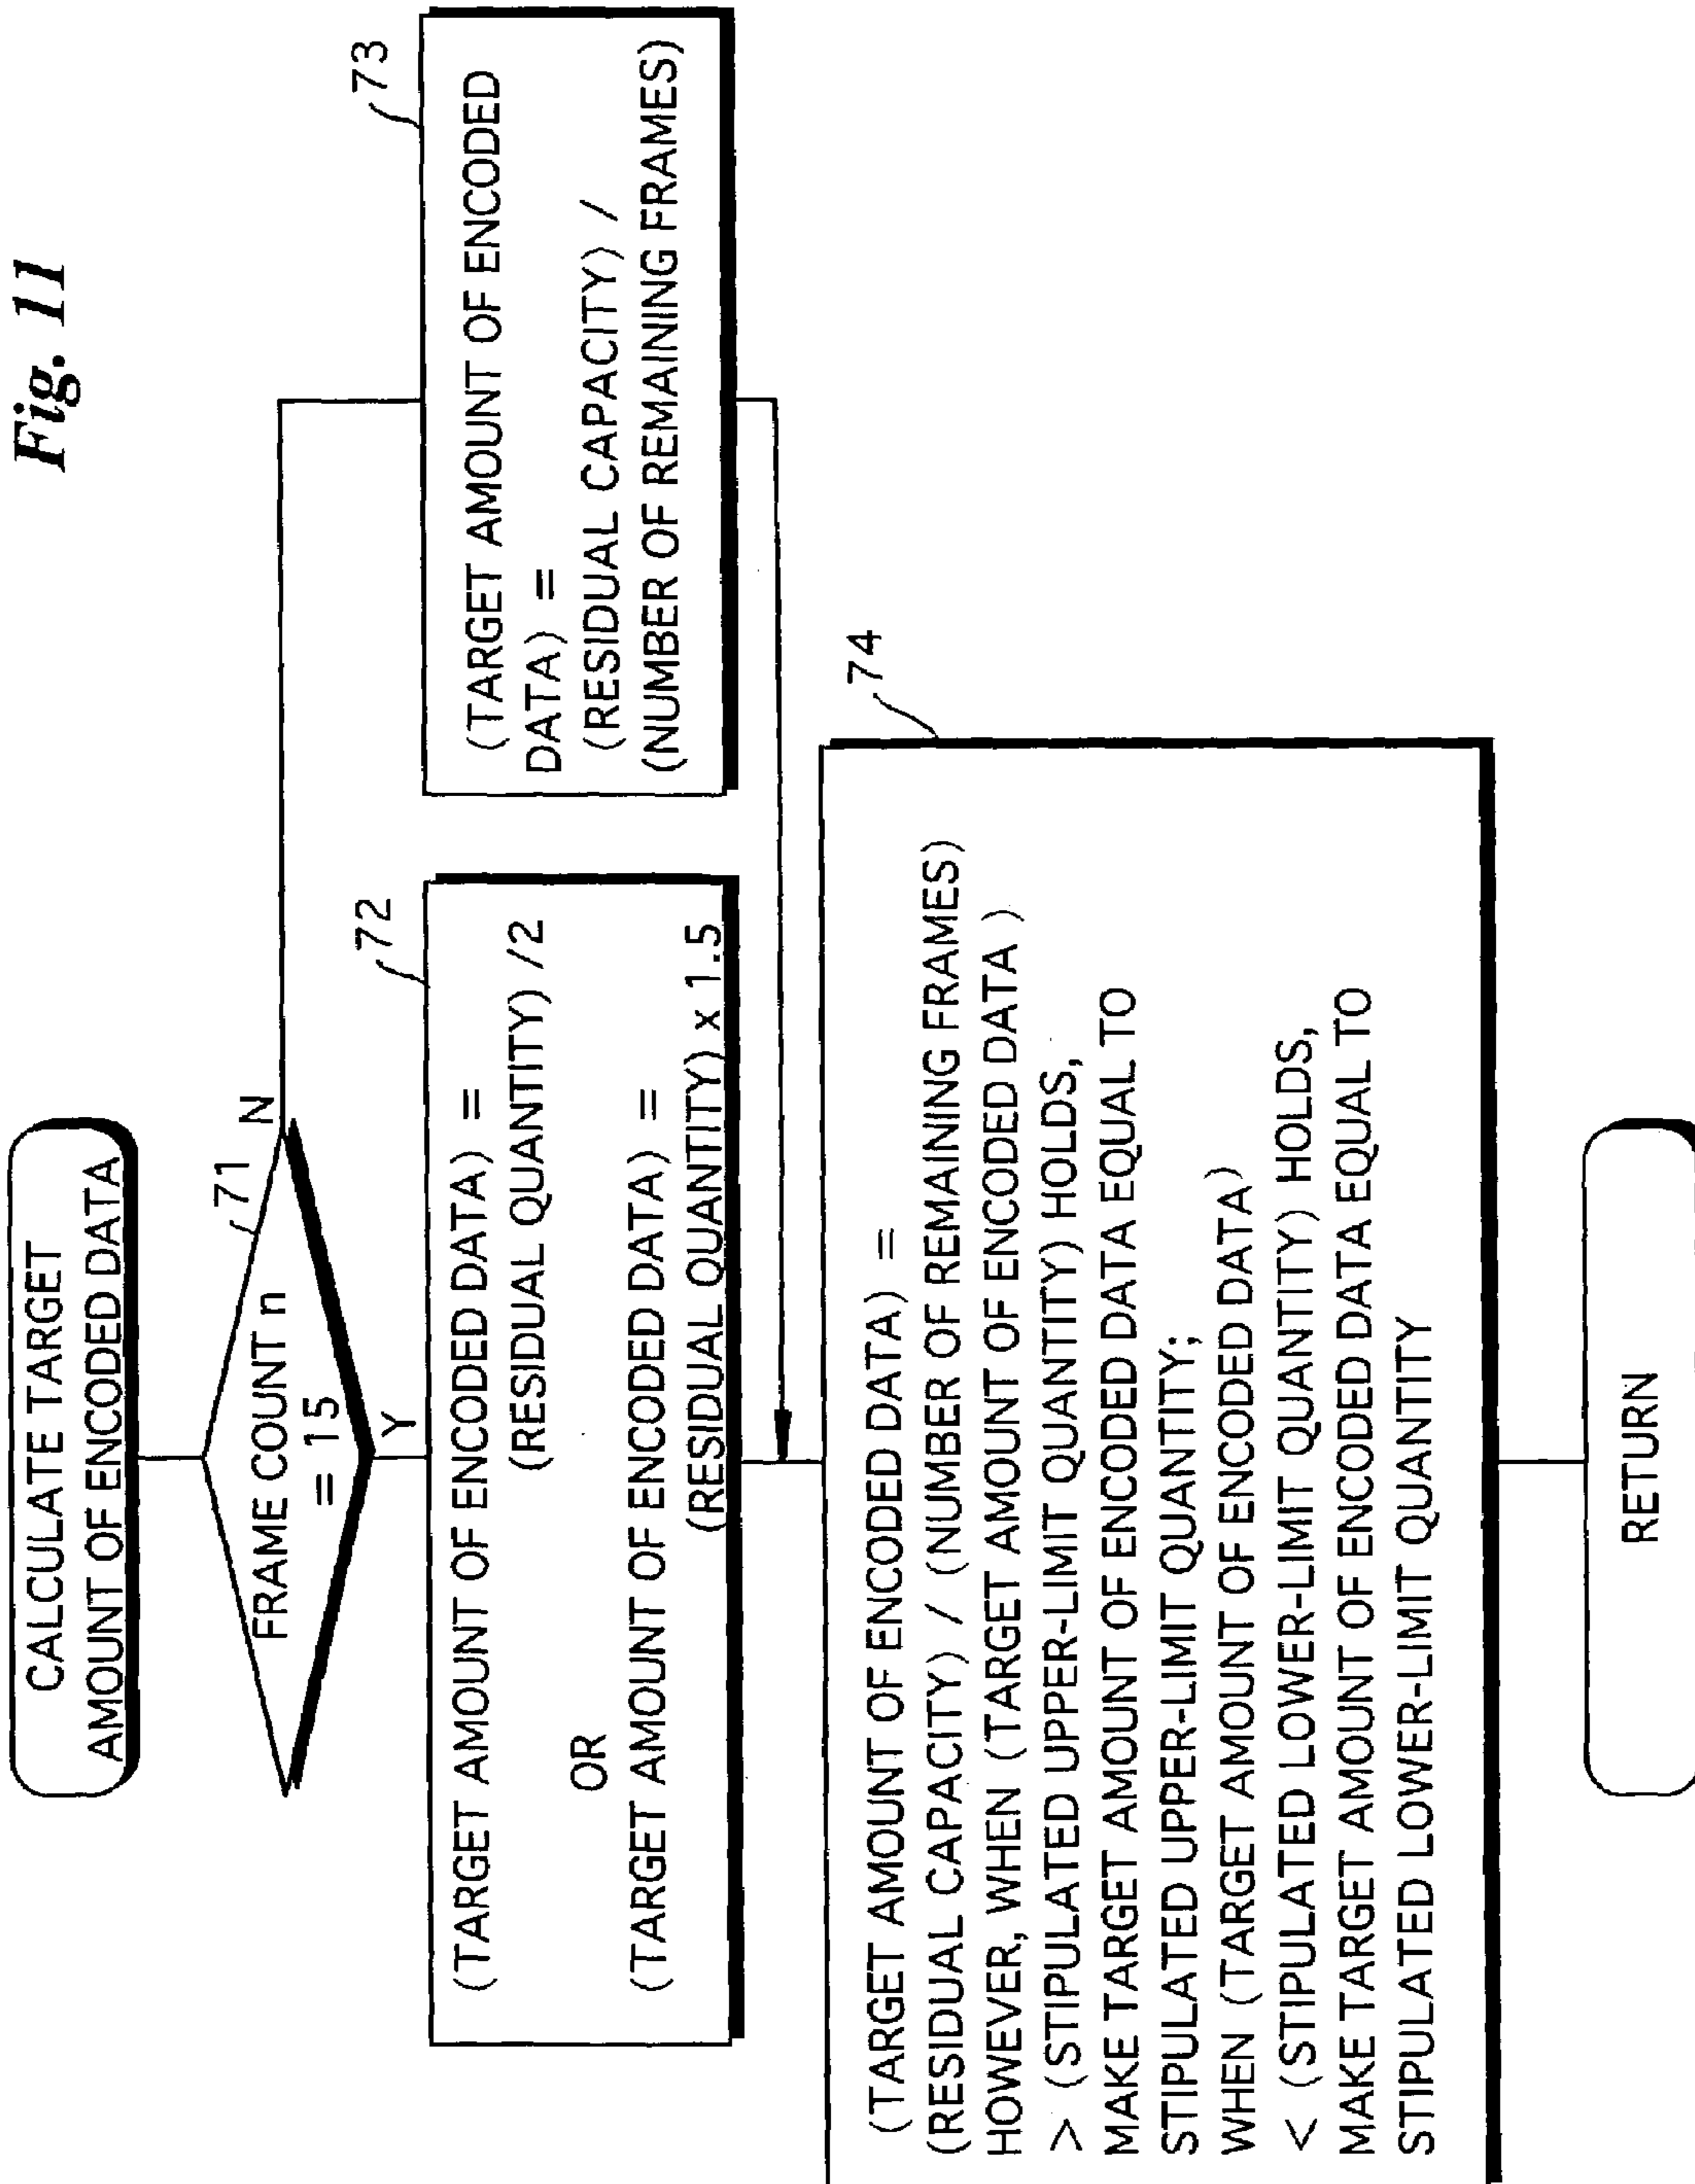 Fig. 11
CALCULATE TARGET
AMOUNT OF ENCODED DATA
71
FRAME COUNT n
= 15
N
Y
72
(TARGET AMOUNT OF ENCODED DATA) =
(RESIDUAL QUANTITY) /2
OR
(TARGET AMOUNT OF ENCODED DATA) =
(RESIDUAL QUANTITY) x 1.5
73
(TARGET AMOUNT OF ENCODED
DATA) =
(RESIDUAL CAPACITY) /
(NUMBER OF REMAINING FRAMES)
74
(TARGET AMOUNT OF ENCODED DATA) =
(RESIDUAL CAPACITY) / (NUMBER OF REMAINING FRAMES)
HOWEVER, WHEN (TARGET AMOUNT OF ENCODED DATA)
> (STIPULATED UPPER-LIMIT QUANTITY) HOLDS,
MAKE TARGET AMOUNT OF ENCODED DATA EQUAL TO
STIPULATED UPPER-LIMIT QUANTITY;
WHEN (TARGET AMOUNT OF ENCODED DATA)
< (STIPULATED LOWER-LIMIT QUANTITY) HOLDS,
MAKE TARGET AMOUNT OF ENCODED DATA EQUAL TO
STIPULATED LOWER-LIMIT QUANTITY
RETURN